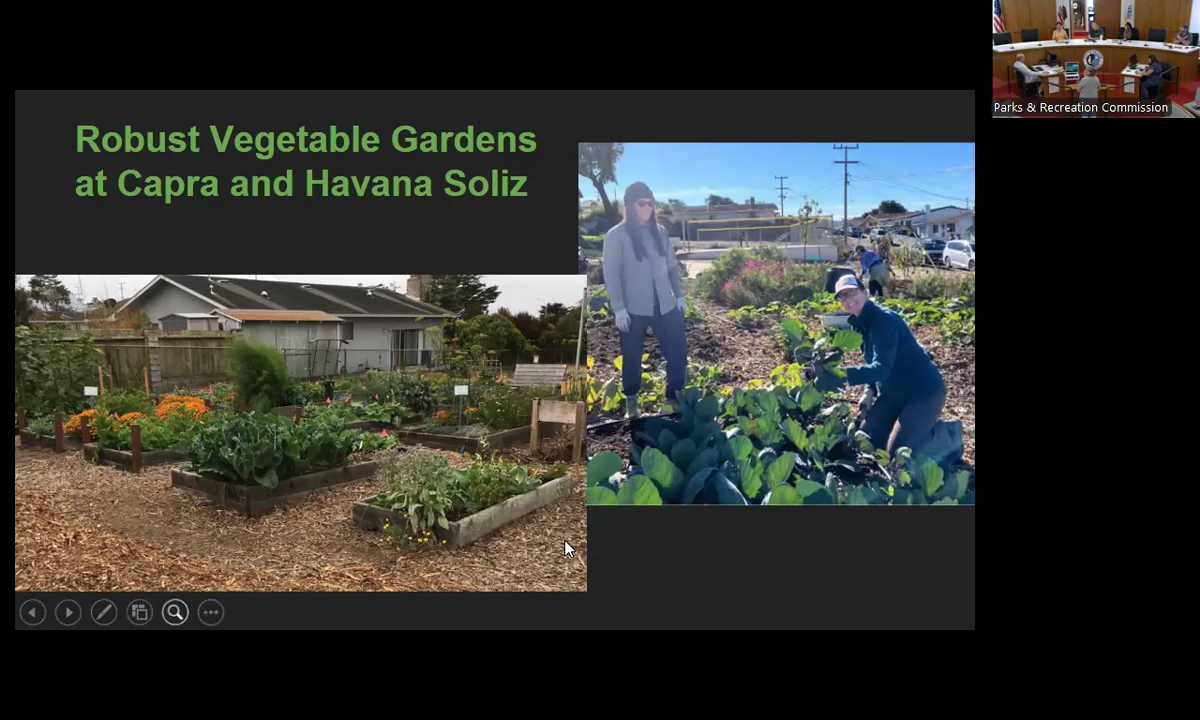 Robust Vegetable Gardens
at Capra and Havana Soliz
Parks & Recreation Commission